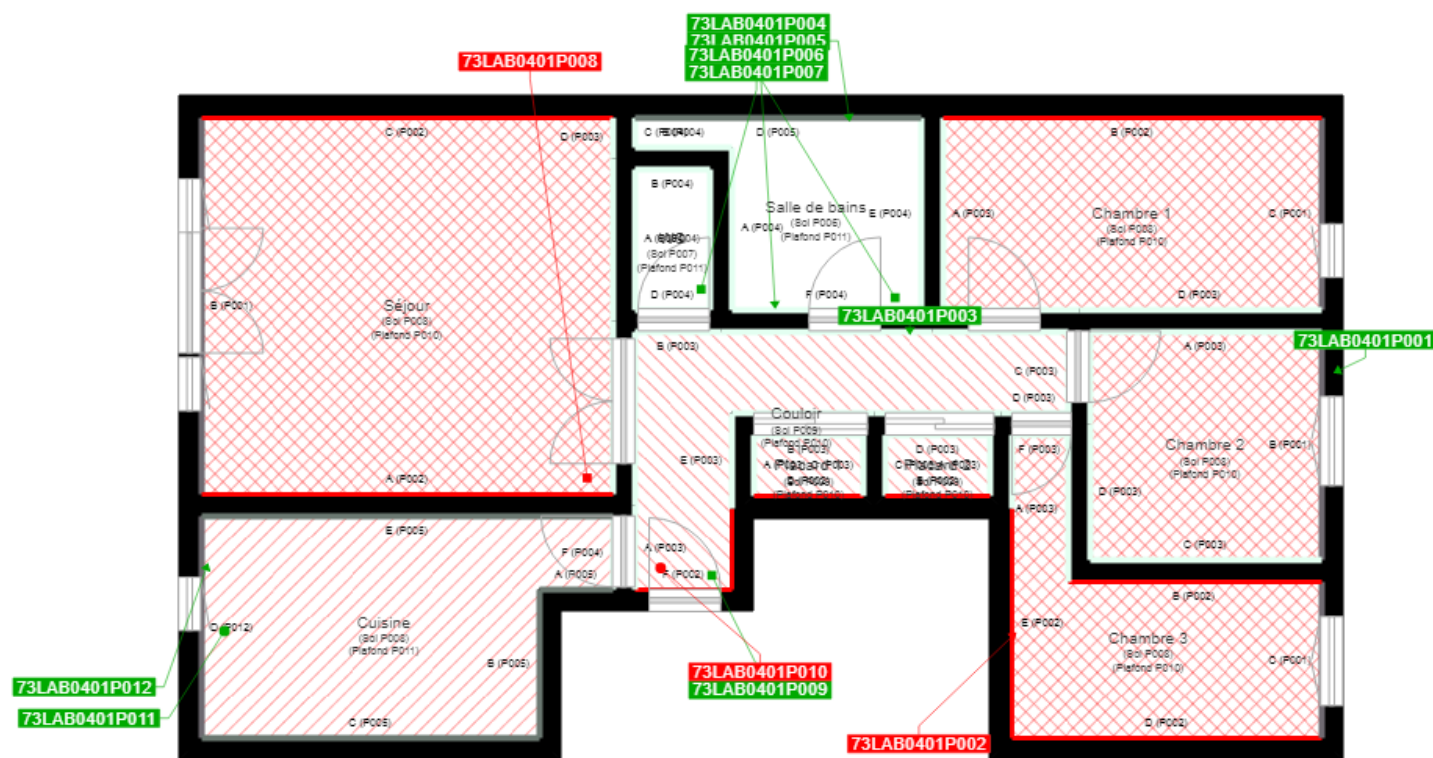 73LAB0401P004
73LAB0401P005
73LAB0401P006
73LAB0401P007
73LAB0401P008
C (P002)
D (P003)
D (P005)
B (P002)
B (P004)
Salle de bains
(Sol P006)
(Plafond P011)
E (P004)
A (P004)
A (P003)
Chambre 1
(Sol P008)
(Plafond P010)
C (P001)
(Sol P007)
(Plafond P011)
D (P004)
F (P004)
D (P003)
B (P001)
Séjour
(Sol P008)
(Plafond P010)
73LAB0401P003
B (P003)
A (P003)
73LAB0401P001
C (P003)
D (P003)
Couloir
(Sol P009)
(Plafond P010)
Chambre 2
(Sol P008)
(Plafond P010)
B (P001)
E (P003)
B (P003)
D (P003)
F (P003)
A (P002)
D (P003)
A (P003)
E (P005)
C (P003)
F (P004)
A (P005)
A (P003)
F (P002)
B (P002)
D (P012)
Cuisine
(Sol P008)
(Plafond P011)
B (P005)
E (P002)
Chambre 3
(Sol P008)
(Plafond P010)
C (P001)
73LAB0401P012
73LAB0401P010
73LAB0401P009
73LAB0401P011
C (P005)
D (P002)
73LAB0401P002